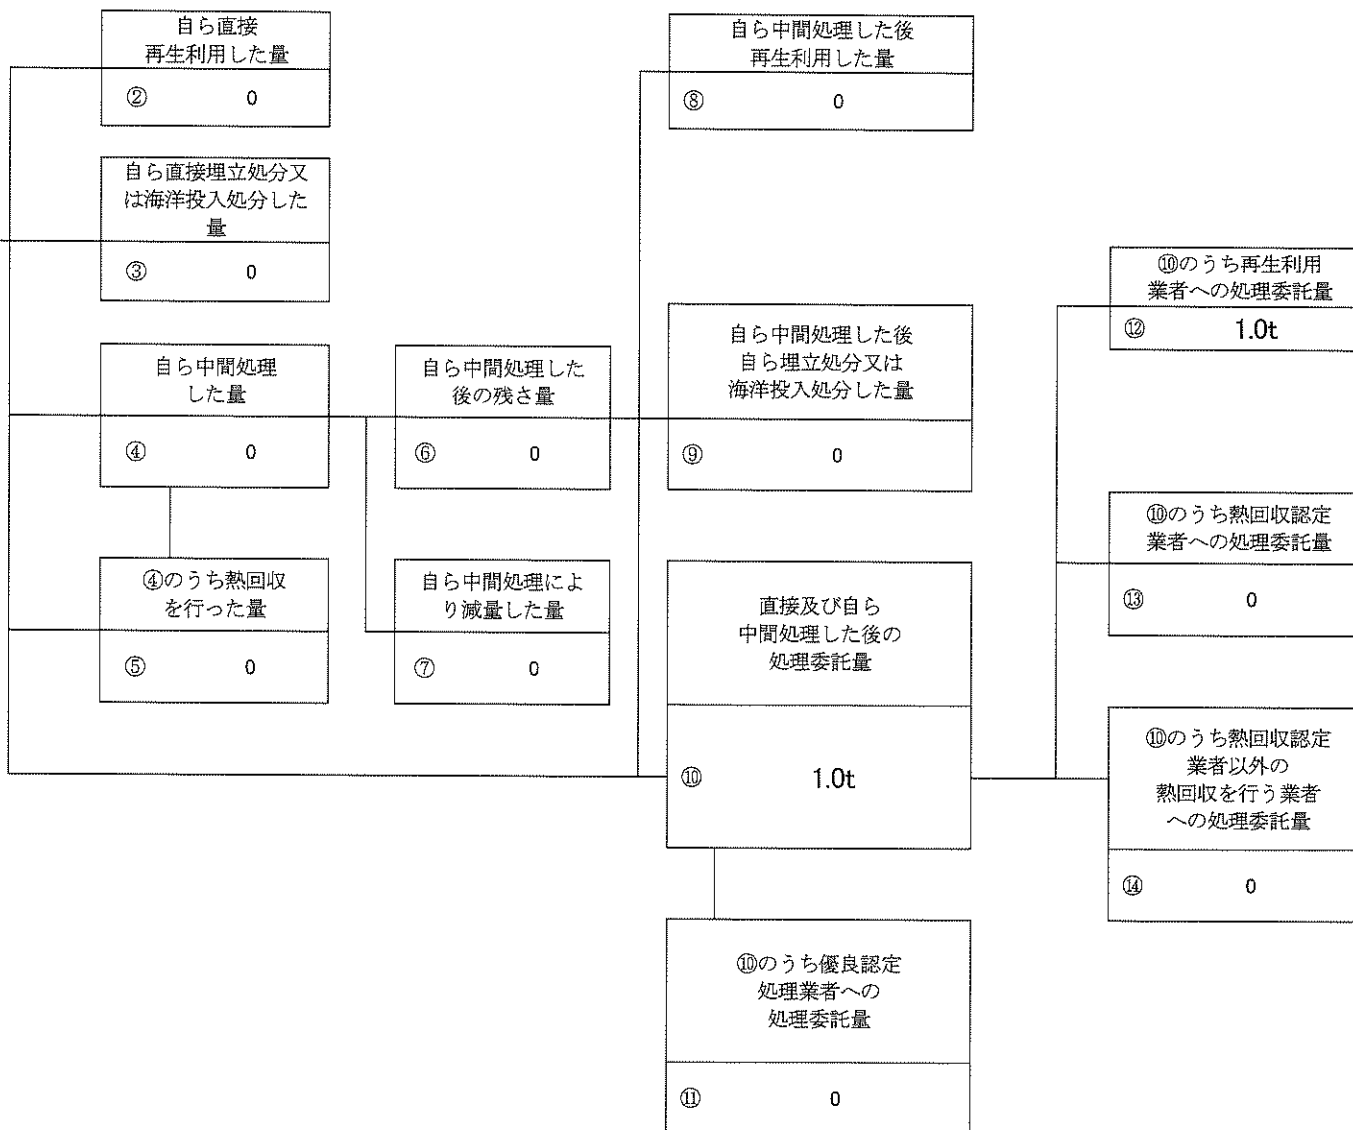 自ら直接
再生利用した量
② 0
自ら直接埋立処分又
は海洋投入処分した
量
③ 0
自ら中間処理
した量
④ 0
④のうち熱回収
を行った量
⑤ 0
自ら中間処理した
後の残さ量
⑥ 0
自ら中間処理によ
り減量した量
⑦ 0
自ら中間処理した後
再生利用した量
⑧ 0
自ら中間処理した後
自ら埋立処分又は
海洋投入処分した量
⑨ 0
直接及び自ら
中間処理した後の
処理委託量
⑩ 1.0t
⑩のうち優良認定
処理業者への
処理委託量
⑪ 0
⑩のうち再生利用
業者への処理委託量
⑫ 1.0t
⑩のうち熱回収認定
業者への処理委託量
⑬ 0
⑩のうち熱回収認定
業者以外の
熱回収を行う業者
への処理委託量
⑭ 0